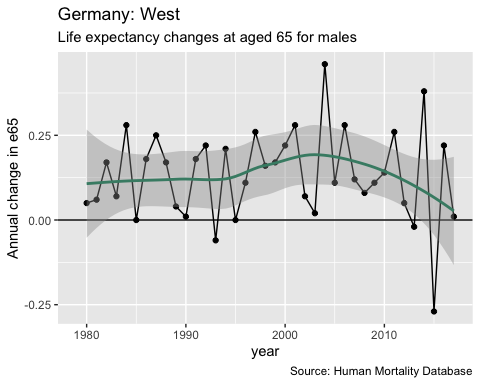 Germany: West
Life expectancy changes at aged 65 for males
Annual change in e65
0.25
0.00
-0.25
1980 1990 2000 2010
year
Source: Human Mortality Database